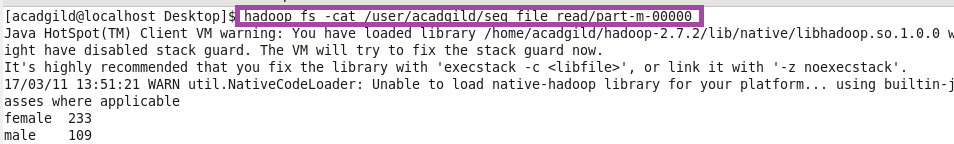 [acadgild@localhost Desktop]$ hadoop fs -cat /user/acadgild/seq_file_read/part-m-00000
Java HotSpot(TM) Client VM warning: You have loaded library /home/acadgild/hadoop-2.7.2/lib/native/libhadoop.so.1.0.0 w
ight have disabled stack guard. The VM will try to fix the stack guard now.
It's highly recommended that you fix the library with 'execstack -c <libfile>', or link it with '-z noexecstack'.
17/03/11 13:51:21 WARN util.NativeCodeLoader: Unable to load native-hadoop library for your platform... using builtin-j
asses where applicable
female  233
male    109